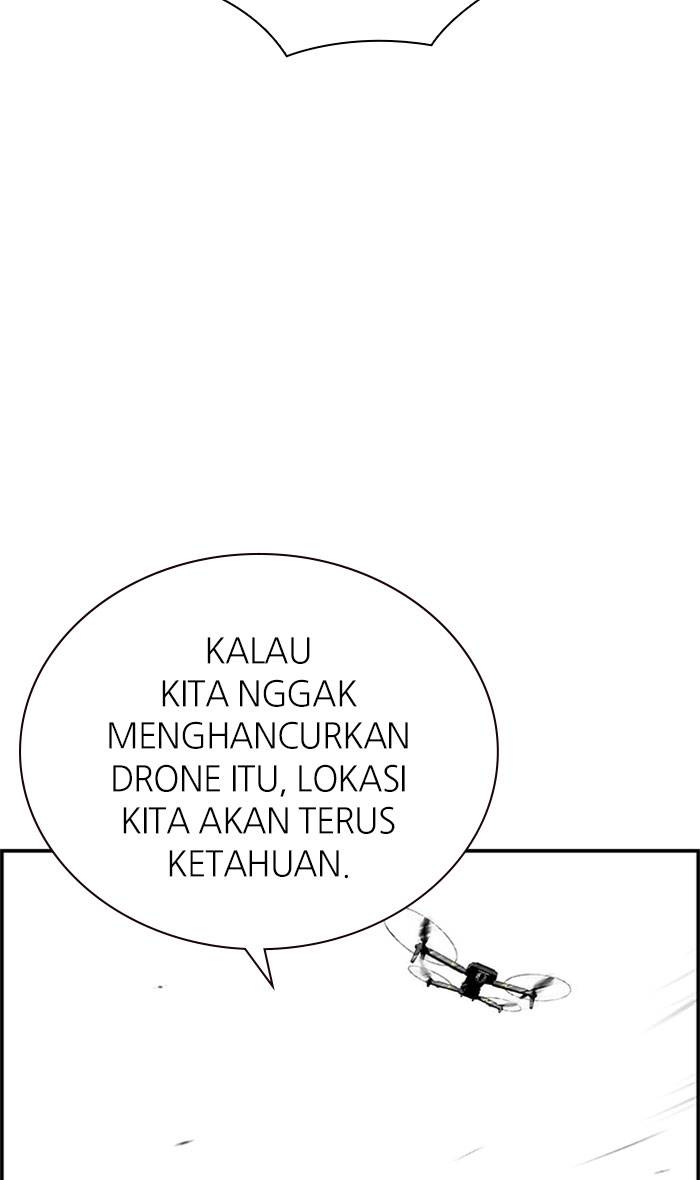 KALAU
KITA NGGAK
MENGHANCURKAN
DRONE ITU, LOKASI
KITA AKAN TERUS
KETAHUAN.